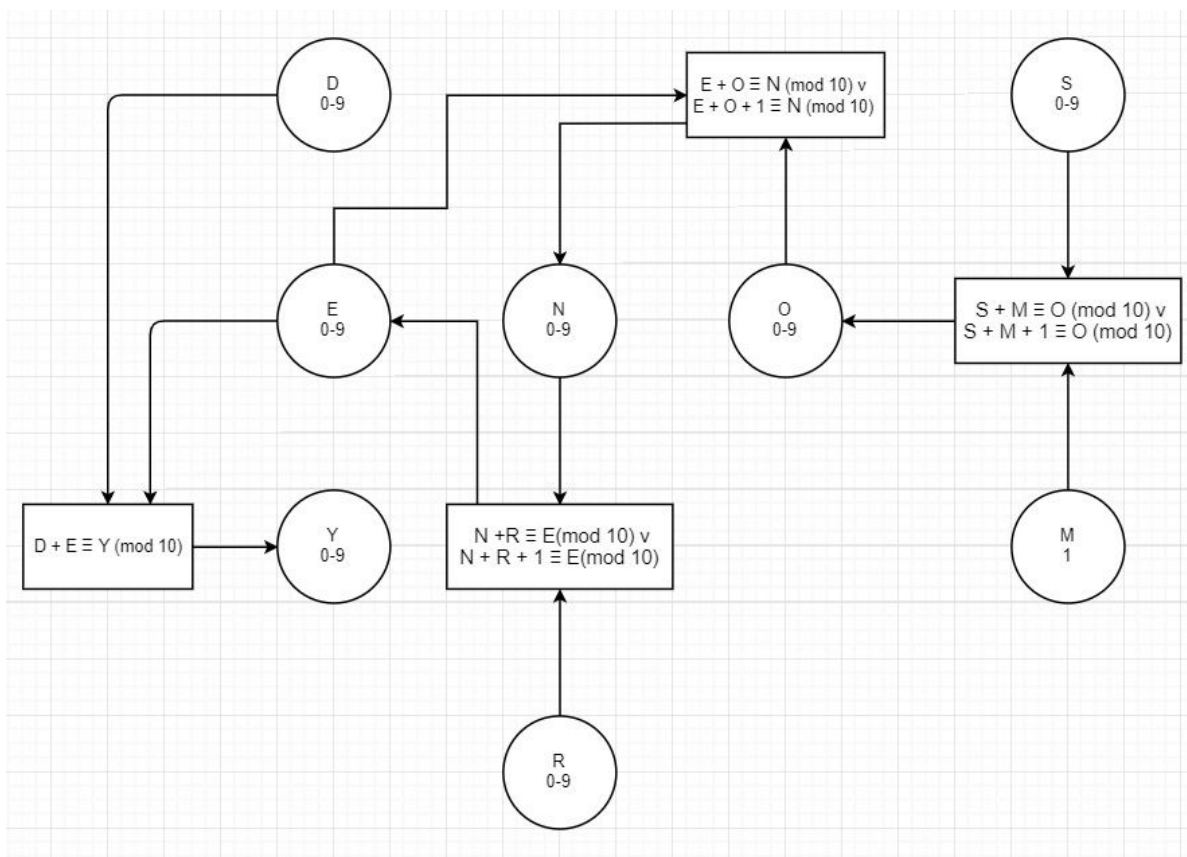 D
0-9
E + O ≡ N (mod 10) v
E + O + 1 ≡ N (mod 10)
S
0-9
E
0-9
N
0-9
O
0-9
S + M ≡ O (mod 10) v
S + M + 1 ≡ O (mod 10)
D + E ≡ Y (mod 10)
Y
0-9
N +R ≡ E(mod 10) v
N + R + 1 ≡ E(mod 10)
M
1
R
0-9